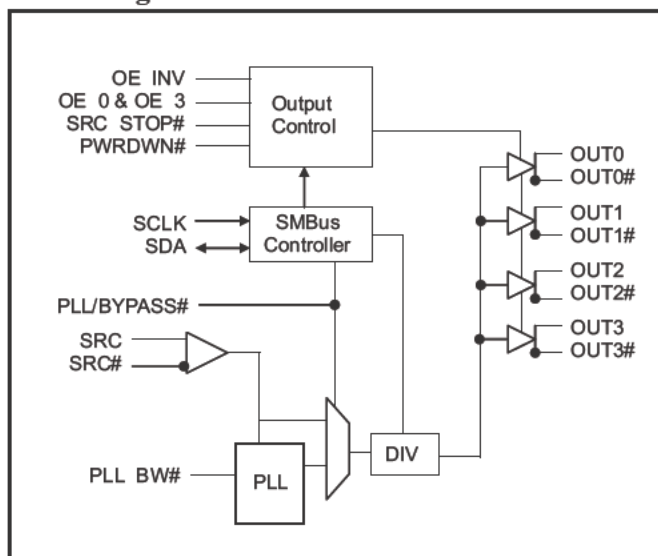 OE INV
OE 0 & OE 3
SRC STOP#
PWRDWN#
Output
Control
OUT0
OUT0#
OUT1
OUT1#
OUT2
OUT2#
OUT3
OUT3#
SCLK
SDA
SMBus
Controller
PLL/BYPASS#
SRC
SRC#
PLL BW#
PLL
DIV